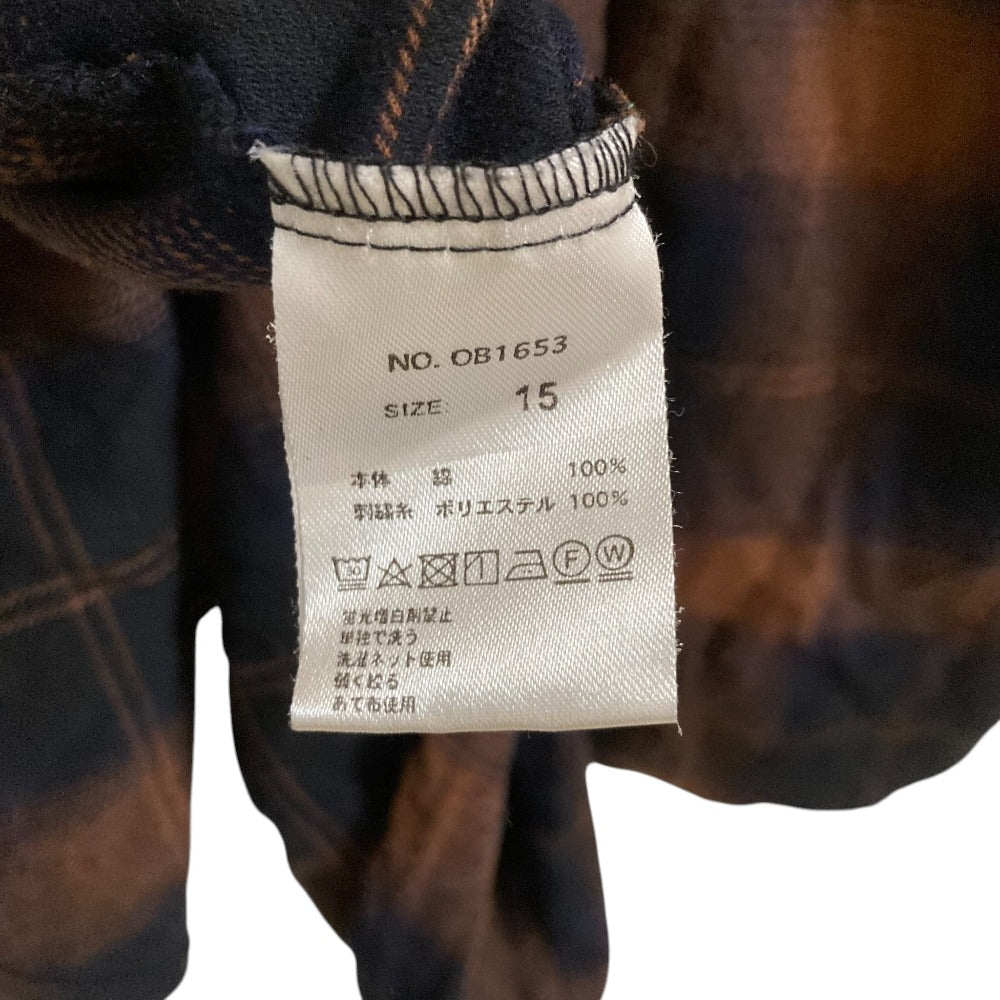 NO. OB1653
SIZE 15
本体 綿 100%
刺繍糸 ポリエステル 100%
30 F W
蛍光増白剤禁止
単独で洗う
洗濯ネット使用
弱く絞る
あて布使用